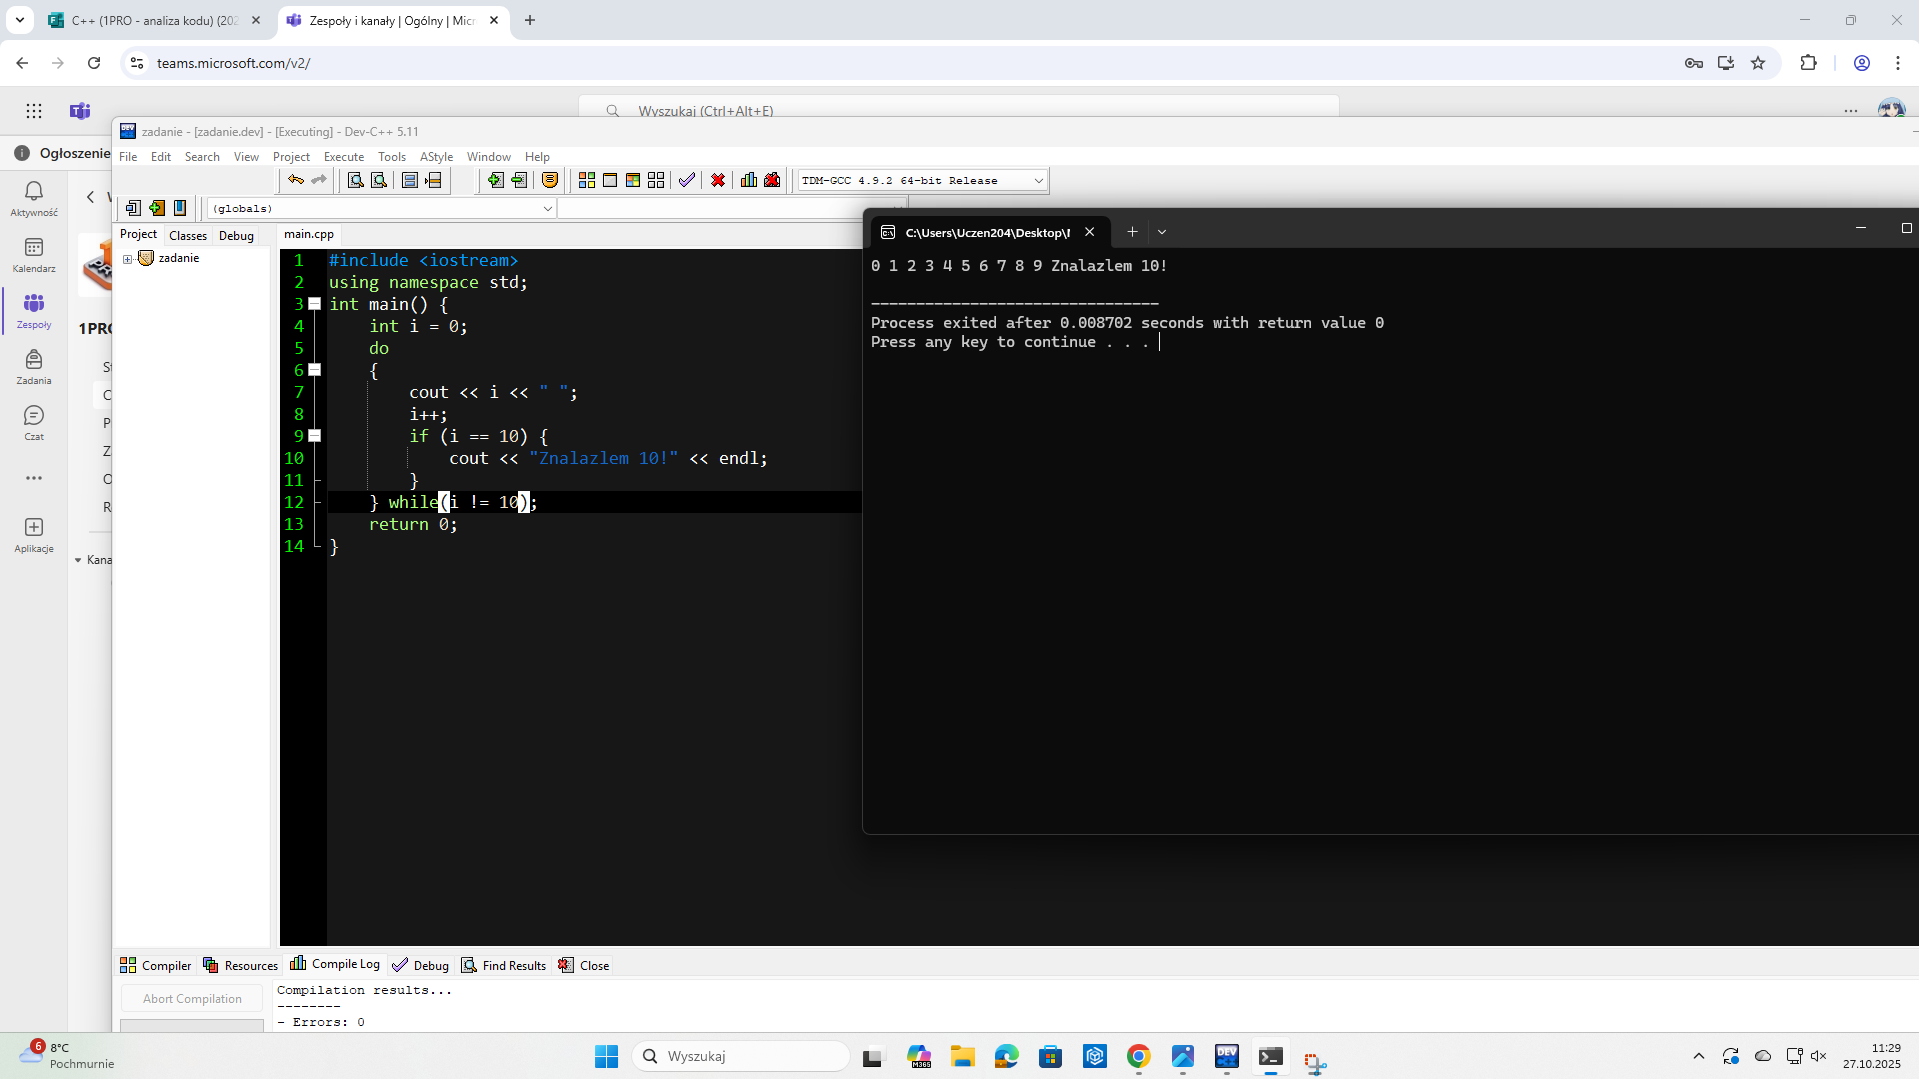 C++ (1PRO - analiza kodu) (202
Zespoły i kanały | Ogólny | Micr
teams.microsoft.com/v2/
Wyszukaj (Ctrl+Alt+E)
Ogłoszenie
zadanie - [zadanie.dev] - [Executing] - Dev-C++ 5.11
File Edit Search View Project Execute Tools AStyle Window Help
TDM-GCC 4.9.2 64-bit Release
(globals)
Aktywność
Kalendarz
Zespoły
Zadania
Czat
Aplikacje
1PRO
Kana
Project Classes Debug
zadanie
main.cpp
1 #include <iostream>
2 using namespace std;
3 int main() {
4 int i = 0;
5 do
6 {
7 cout << i << " ";
8 i++;
9 if (i == 10) {
10 cout << "Znalazlem 10!" << endl;
11 }
12 } while(i != 10);
13 return 0;
14 }
C:\Users\Uczen204\Desktop\
0 1 2 3 4 5 6 7 8 9 Znalazlem 10!
--------------------------------
Process exited after 0.008702 seconds with return value 0
Press any key to continue . . .
Compiler Resources Compile Log Debug Find Results Close
Abort Compilation
Compilation results...
--------
- Errors: 0
6
8°C
Pochmurnie
Wyszukaj
M365
DEV
11:29
27.10.2025